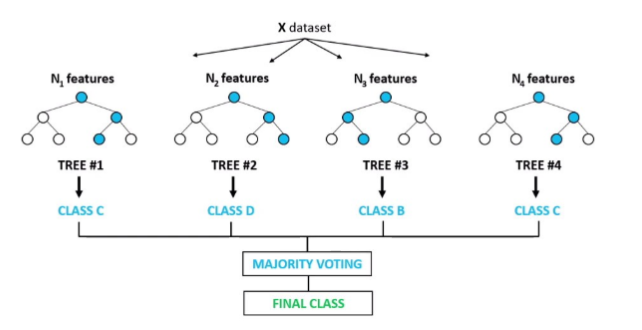 X dataset
N₁ features
N₂ features
N₃ features
N₄ features
TREE #1
TREE #2
TREE #3
TREE #4
CLASS C
CLASS D
CLASS B
CLASS C
MAJORITY VOTING
FINAL CLASS